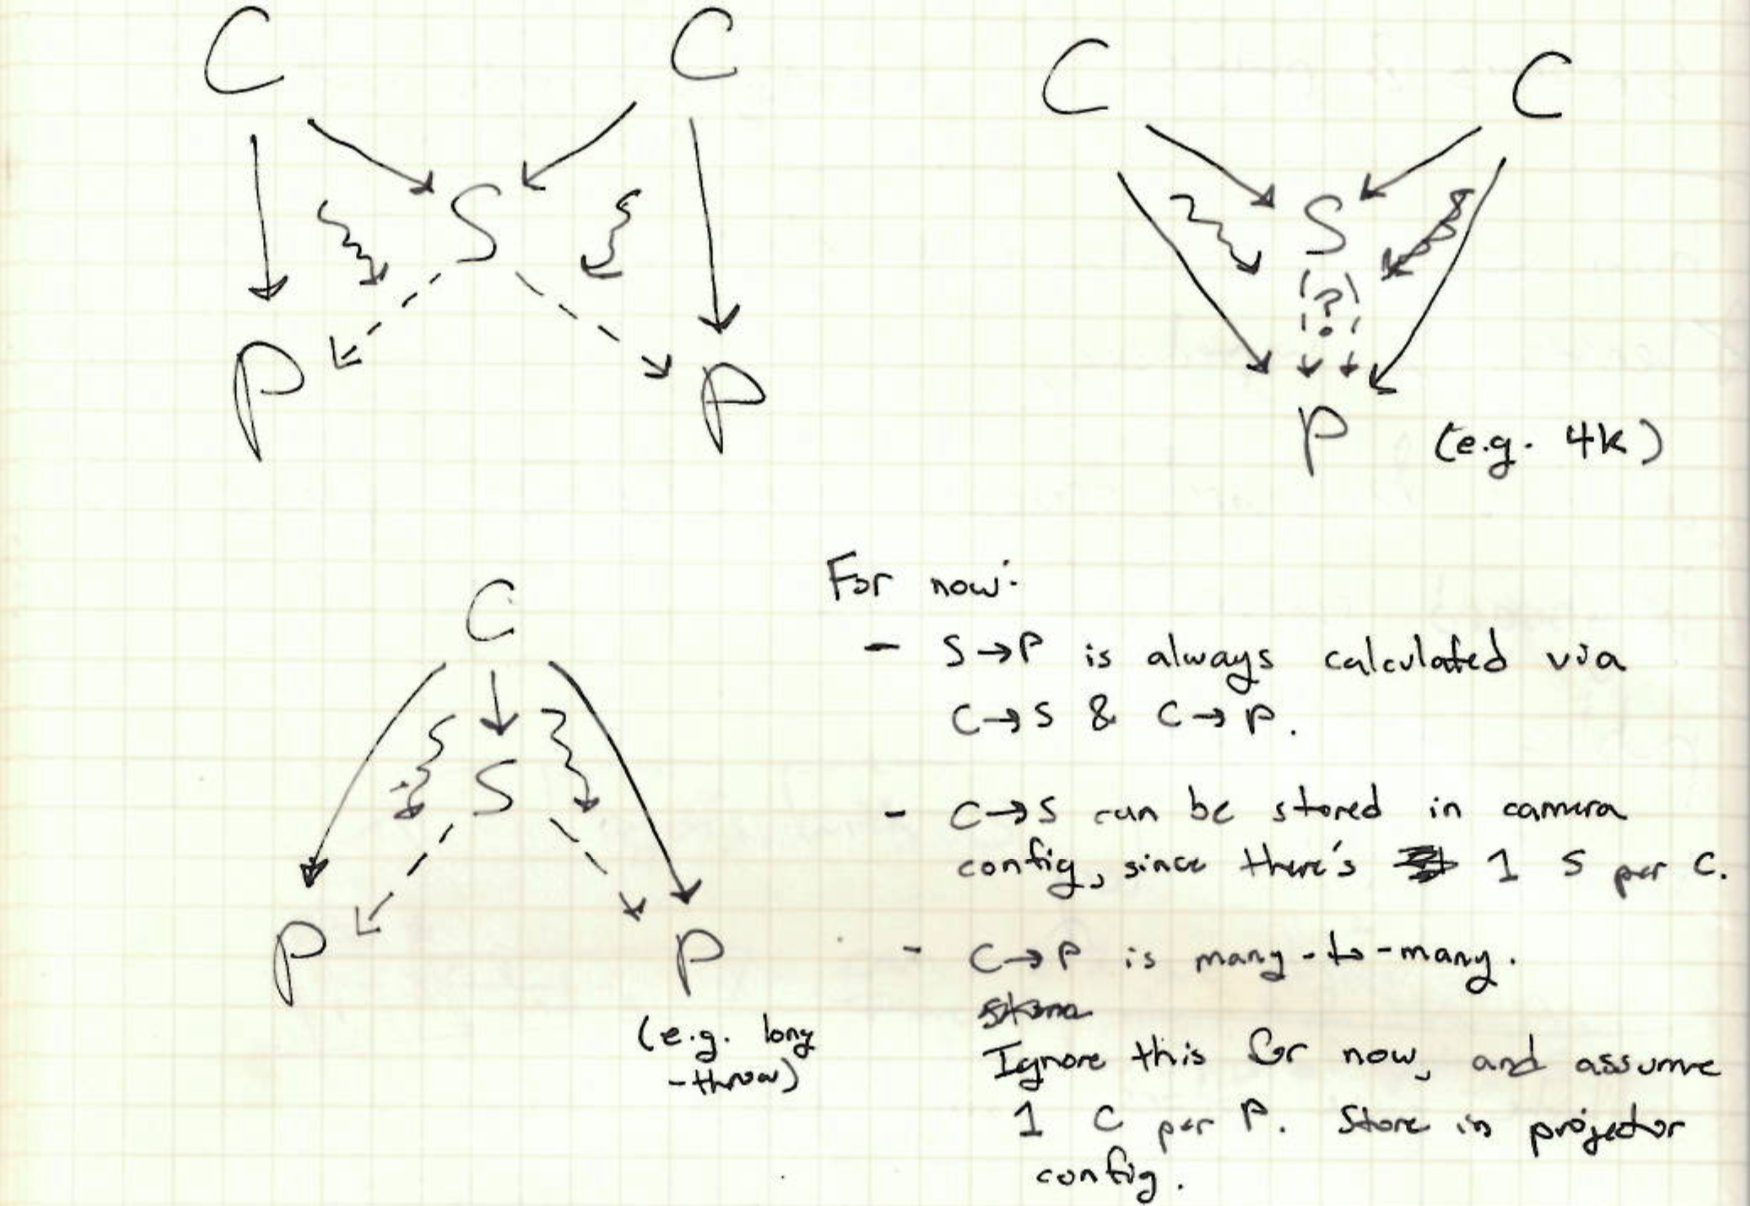 C C
S
P P
C C
S
?
P (e.g. 4k)
C
S
P P
(e.g. long
-throw)
For now:
- S→P is always calculated via
C→S & C→P.
- C→S can be stored in camera
config, since there's 1 S per C.
- C→P is many-to-many.
Ignore this for now, and assume
1 C per P. Store in projector
config.